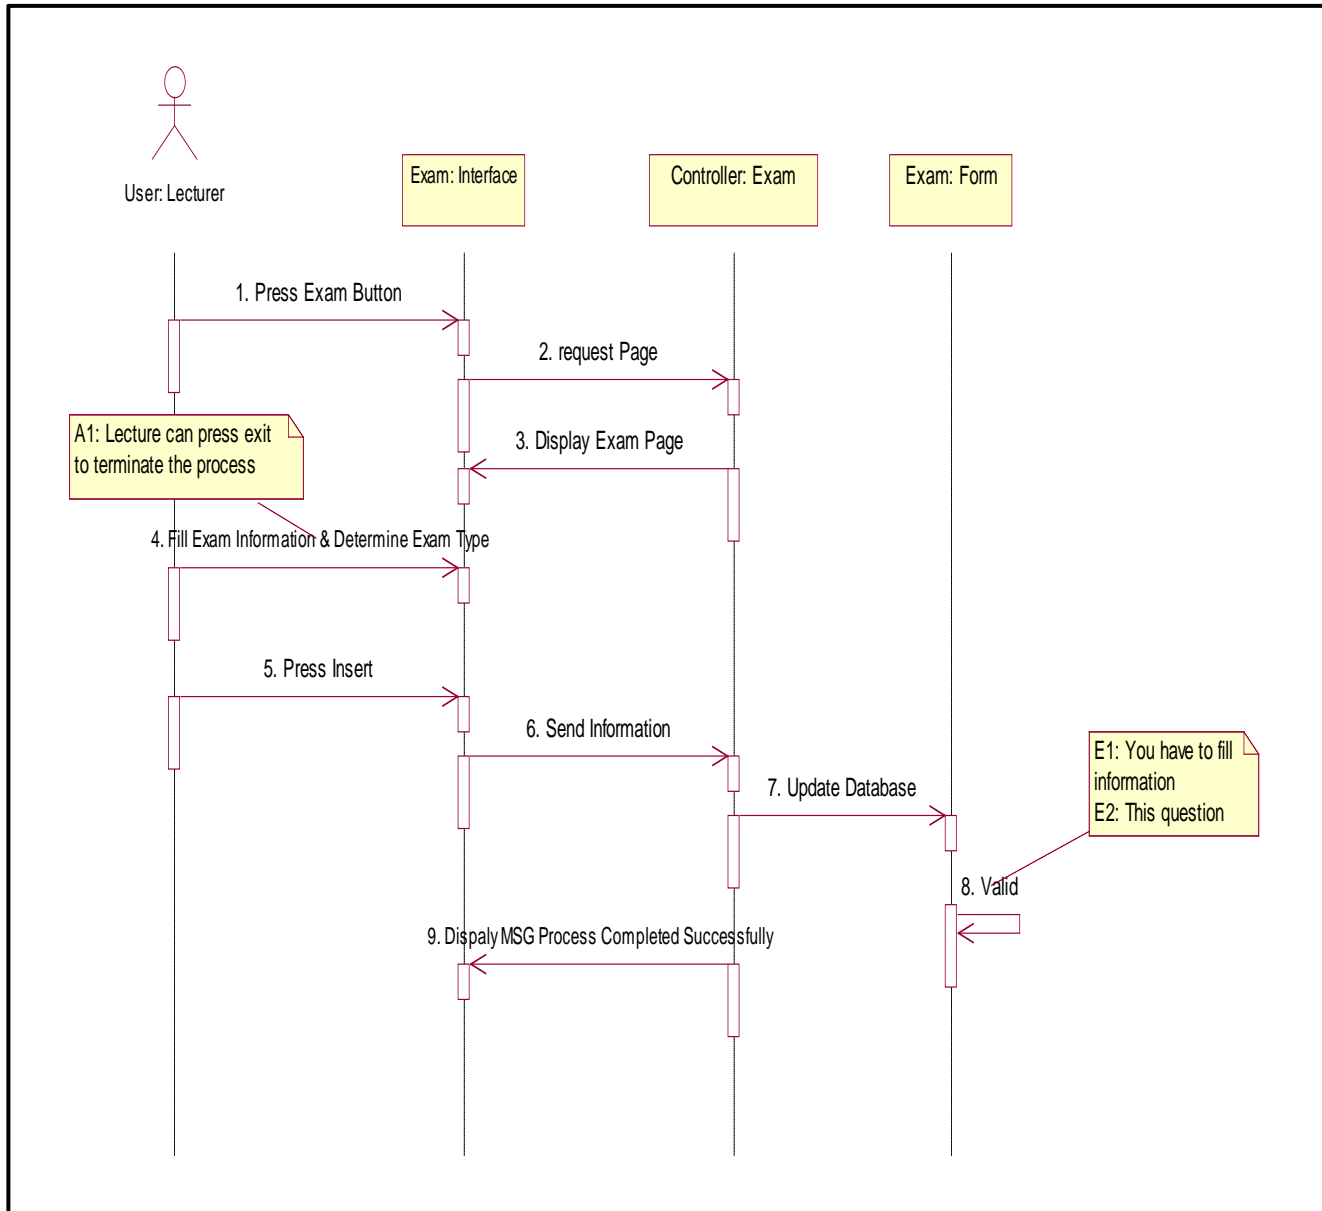 User: Lecturer
Exam: Interface
Controller: Exam
Exam: Form
1. Press Exam Button
2. request Page
A1: Lecture can press exit
to terminate the process
3. Display Exam Page
4. Fill Exam Information & Determine Exam Type
5. Press Insert
6. Send Information
E1: You have to fill
information
E2: This question
7. Update Database
8. Valid
9. Dispaly MSG Process Completed Successfully